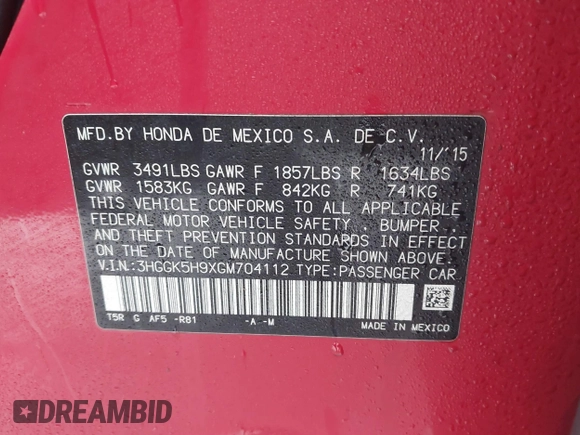 MFD.BY HONDA DE MEXICO S.A. DE C.V.
11/15
GVWR 3491LBS GAWR F 1857LBS R 1634LBS
GVWR 1583KG GAWR F 842KG R 741KG
THIS VEHICLE CONFORMS TO ALL APPLICABLE
FEDERAL MOTOR VEHICLE SAFETY BUMPER
AND THEFT PREVENTION STANDARDS IN EFFECT
ON THE DATE OF MANUFACTURE SHOWN ABOVE.
V.I.N.:3HGGK5H9XGM704112 TYPE:PASSENGER CAR
T5R G AF5 -R81 -A -M
MADE IN MEXICO
DREAMBID